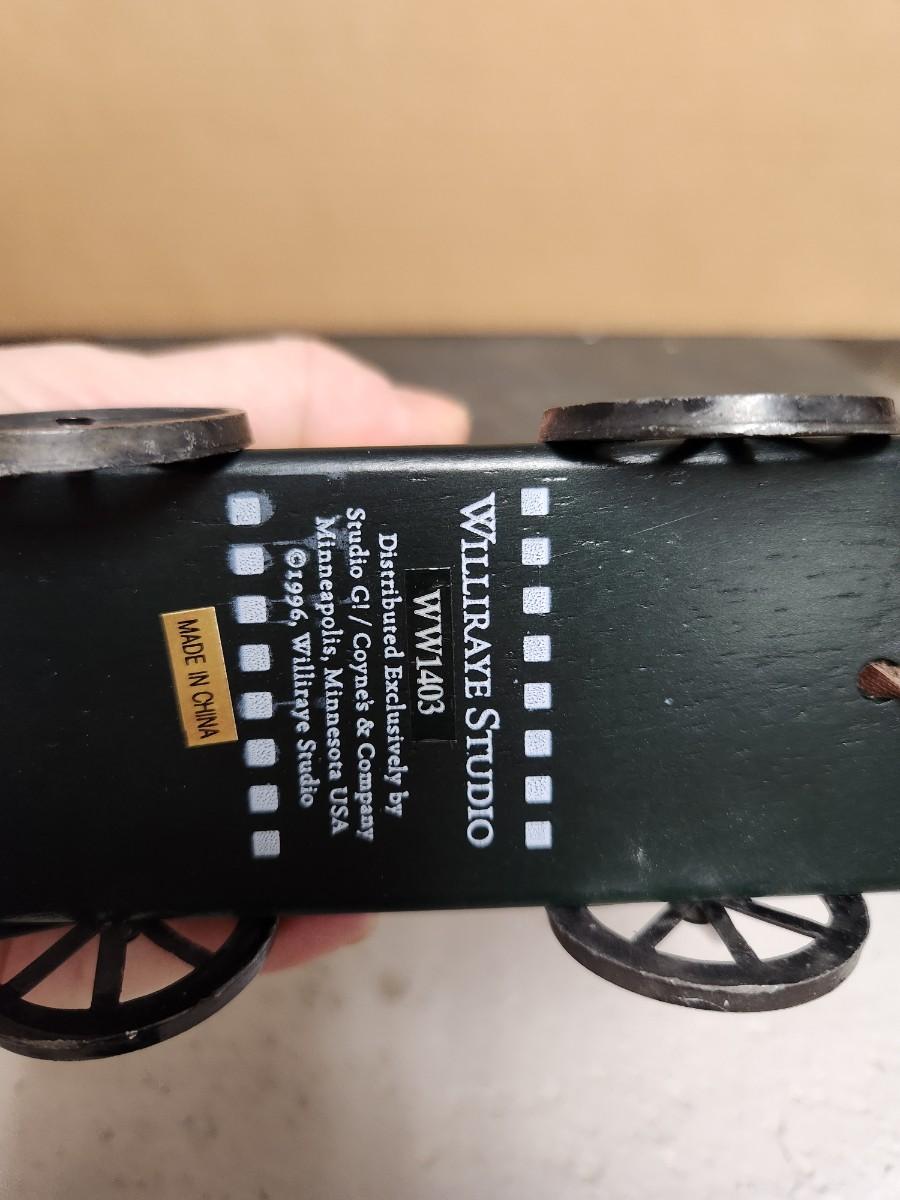 WILLIRAYE STUDIO
WW1403
Distributed Exclusively by
Studio G! / Coyne's & Company
Minneapolis, Minnesota USA
©1996, Williraye Studio
MADE IN CHINA